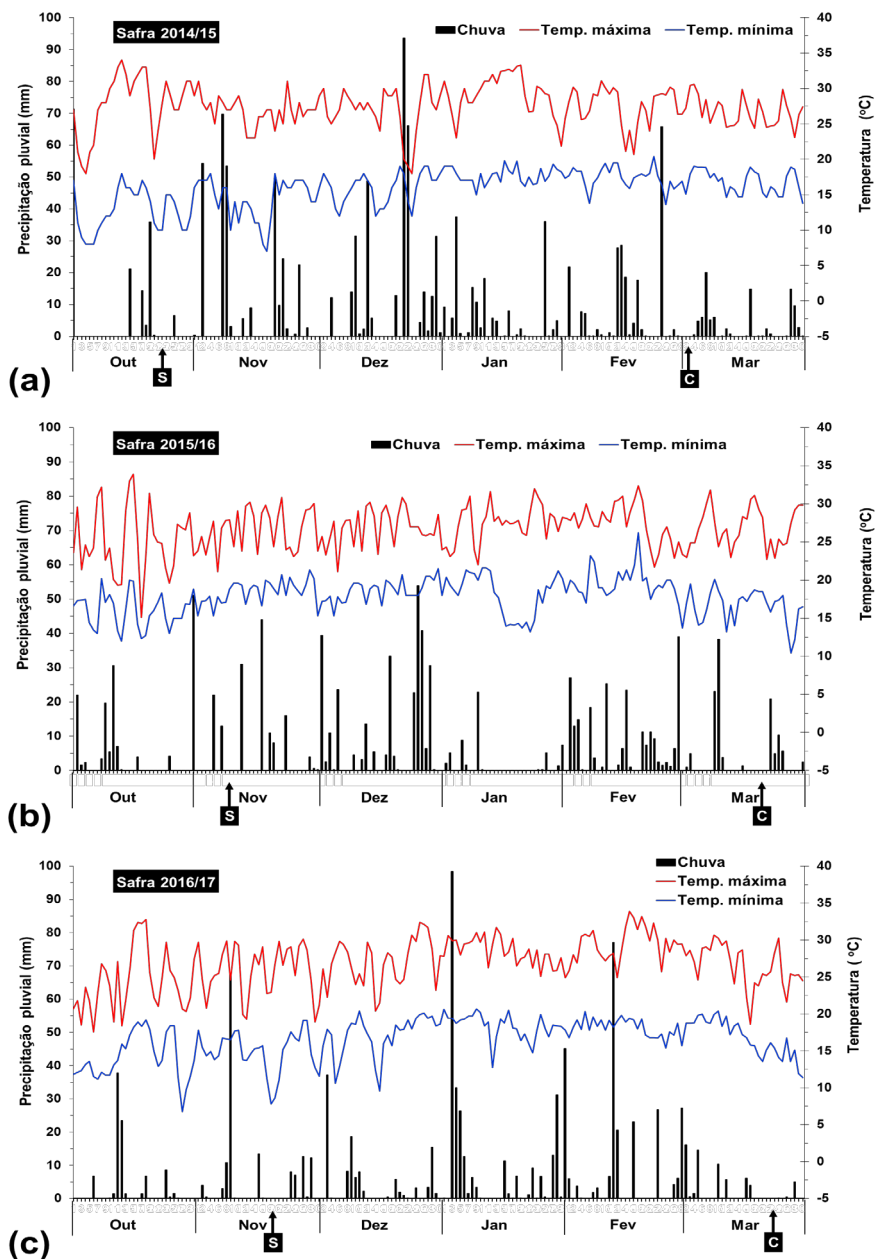 Safra 2014/15
Chuva Temp. máxima Temp. mínima
Precipitação pluvial (mm)
100
90
80
70
60
50
40
30
20
10
0
40
35
30
25
20
15
10
5
0
-5
Temperatura (ºC)
Out Nov Dez Jan Fev Mar
S C
(a)
Safra 2015/16
Chuva Temp. máxima Temp. mínima
Precipitação pluvial (mm)
100
90
80
70
60
50
40
30
20
10
0
40
35
30
25
20
15
10
5
0
-5
Temperatura (ºC)
Out Nov Dez Jan Fev Mar
S C
(b)
Safra 2016/17
Chuva
Temp. máxima
Temp. mínima
Precipitação pluvial (mm)
100
90
80
70
60
50
40
30
20
10
0
40
35
30
25
20
15
10
5
0
-5
Temperatura ( ºC)
Out Nov Dez Jan Fev Mar
S C
(c)